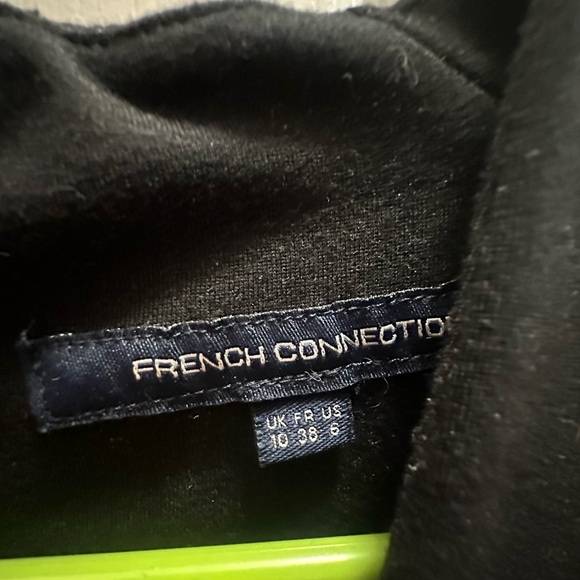 FRENCH CONNECTIO
UK FR US
10 38 6